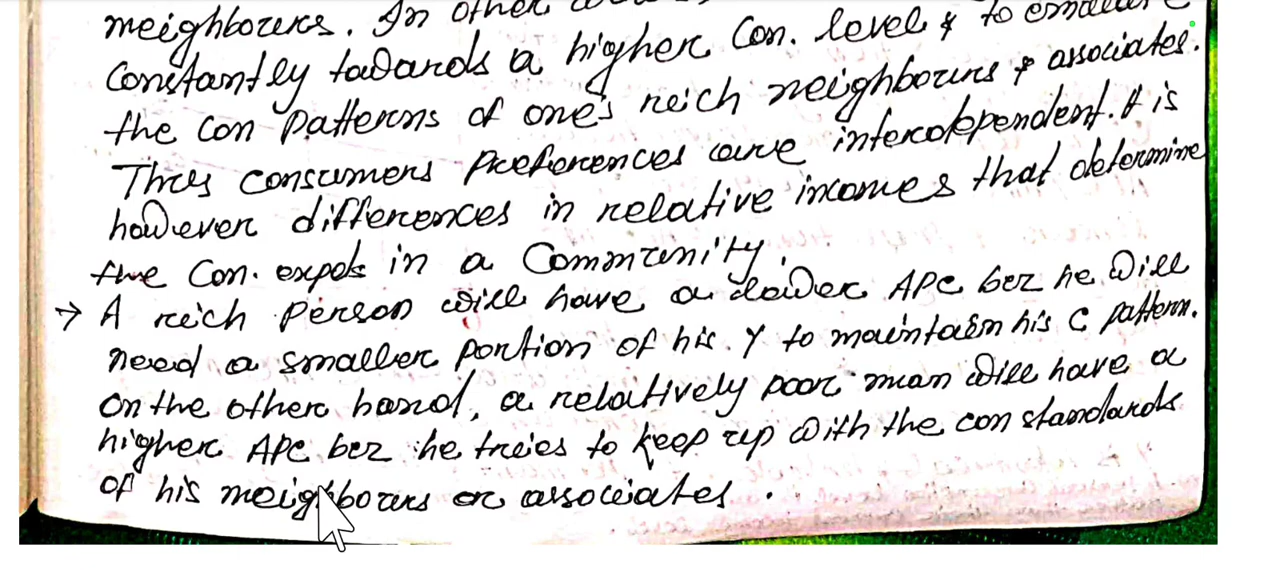 neighbours. In other
constantly towards a higher Con. level & to emulate
the con patterns of one's rich neighbours & associates.
Thus consumers preferences are interdependent. It is
however differences in relative incomes that determine
the Con. expds in a Community.
→ A rich person will have a lower APC bcz he will
need a smaller portion of his Y to maintain his C pattern.
on the other hand, a relatively poor man will have a
higher APC bcz he tries to keep up with the con standards
of his neighbours or associates.